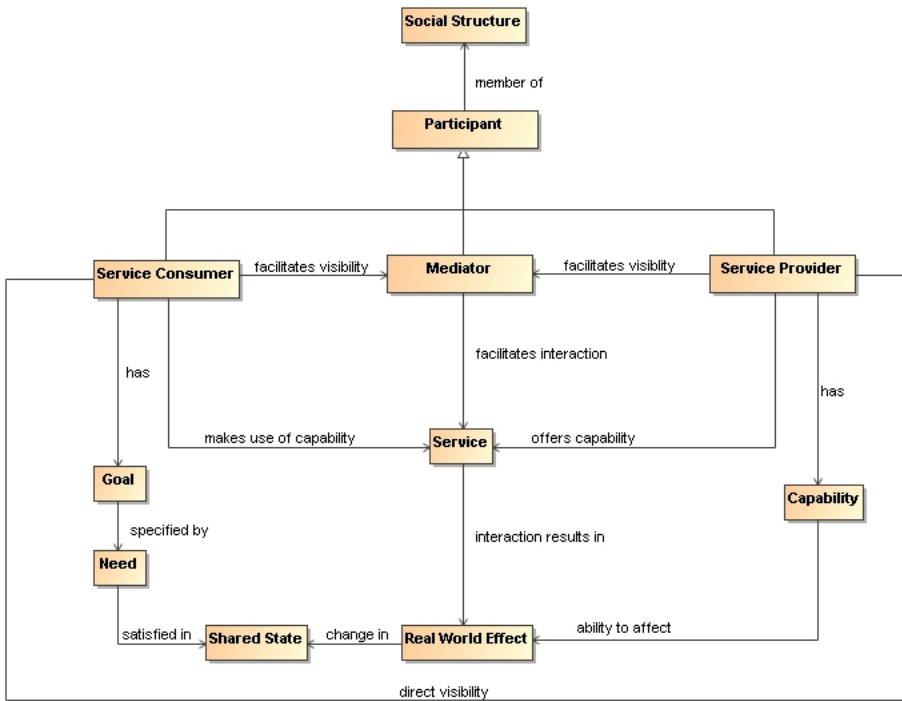 Social Structure
member of
Participant
Service Consumer
facilitates visibility
Mediator
facilitates visiblity
Service Provider
facilitates interaction
has
has
makes use of capability
Service
offers capability
Goal
Capability
specified by
interaction results in
Need
satisfied in
Shared State
change in
Real World Effect
ability to affect
direct visibility